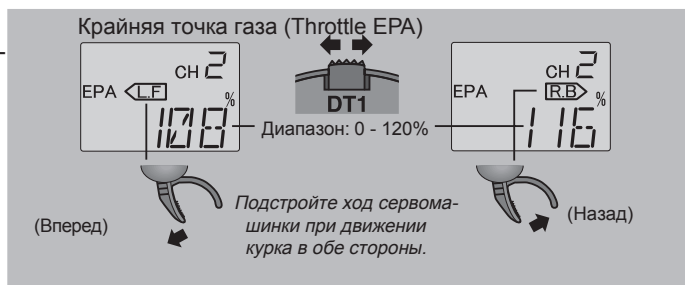 Крайняя точка газа (Throttle EPA)
CH 2
EPA L.F
108 %
DT1
CH 2
EPA R.B
116 %
Диапазон: 0 - 120%
(Вперед)
Подстройте ход сервома-
шинки при движении
курка в обе стороны.
(Назад)